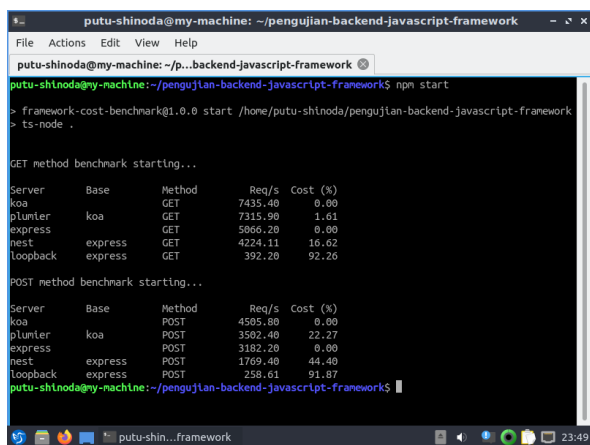 putu-shinoda@my-machine: ~/pengujian-backend-javascript-framework
File Actions Edit View Help
putu-shinoda@my-machine: ~/p...backend-javascript-framework
putu-shinoda@my-machine:~/pengujian-backend-javascript-framework$ npm start
> framework-cost-benchmark@1.0.0 start /home/putu-shinoda/pengujian-backend-javascript-framework
> ts-node .
GET method benchmark starting...
Server Base Method Req/s Cost (%)
koa GET 7435.40 0.00
plumier koa GET 7315.90 1.61
express GET 5066.20 0.00
nest express GET 4224.11 16.62
loopback express GET 392.20 92.26
POST method benchmark starting...
Server Base Method Req/s Cost (%)
koa POST 4505.80 0.00
plumier koa POST 3502.40 22.27
express POST 3182.20 0.00
nest express POST 1769.40 44.40
loopback express POST 258.61 91.87
putu-shinoda@my-machine:~/pengujian-backend-javascript-framework$
putu-shin...framework 23:49